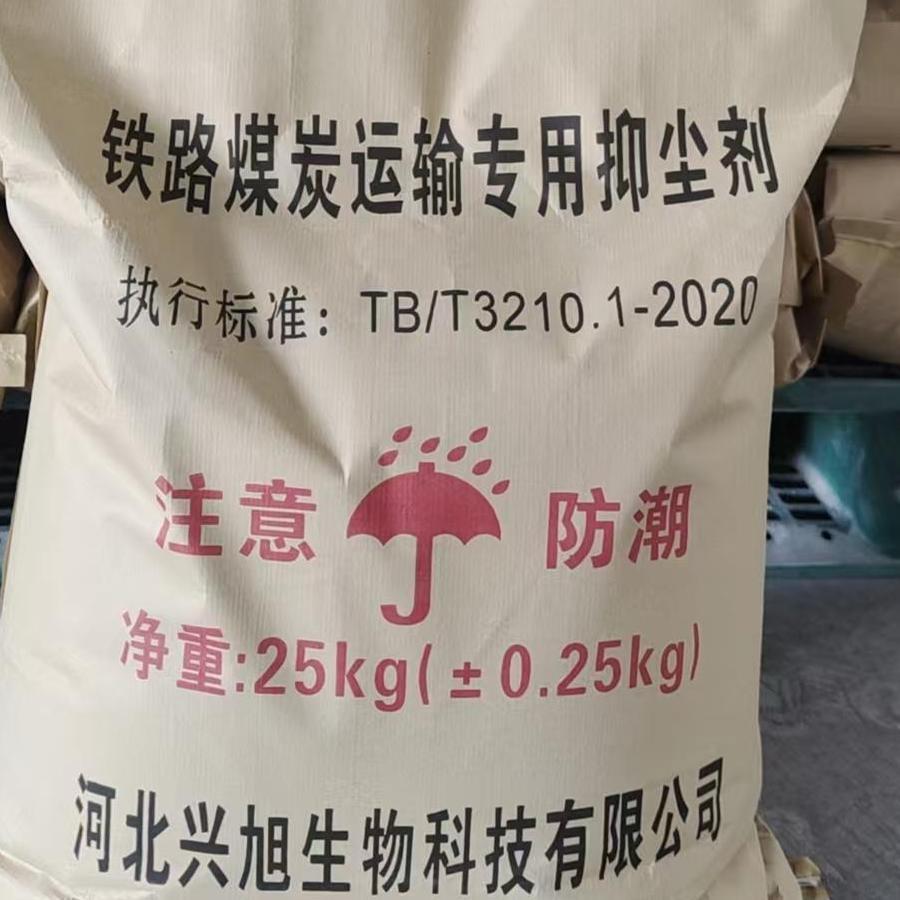 铁路煤炭运输专用抑尘剂
执行标准：TB/T3210.1-2020
注意 防潮
净重:25kg(±0.25kg)
河北兴旭生物科技有限公司